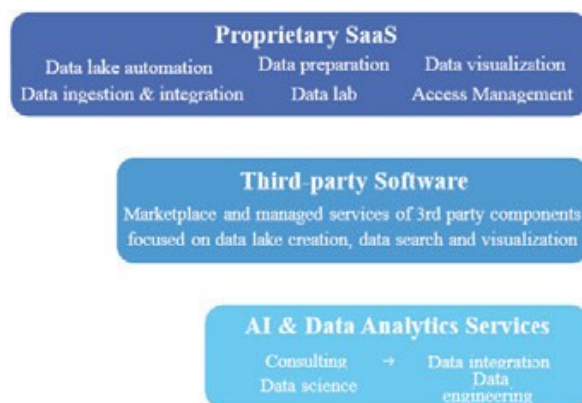 Proprietary SaaS
Data lake automation Data preparation Data visualization
Data ingestion & integration Data lab Access Management
Third-party Software
Marketplace and managed services of 3rd party components
focused on data lake creation, data search and visualization
AI & Data Analytics Services
Consulting → Data integration
Data science Data
engineering